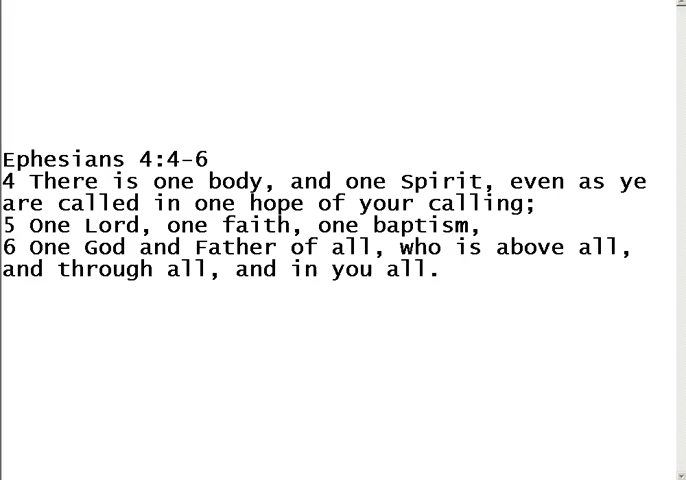 Ephesians 4:4-6
4 There is one body, and one Spirit, even as ye
are called in one hope of your calling;
5 One Lord, one faith, one baptism,
6 One God and Father of all, who is above all,
and through all, and in you all.